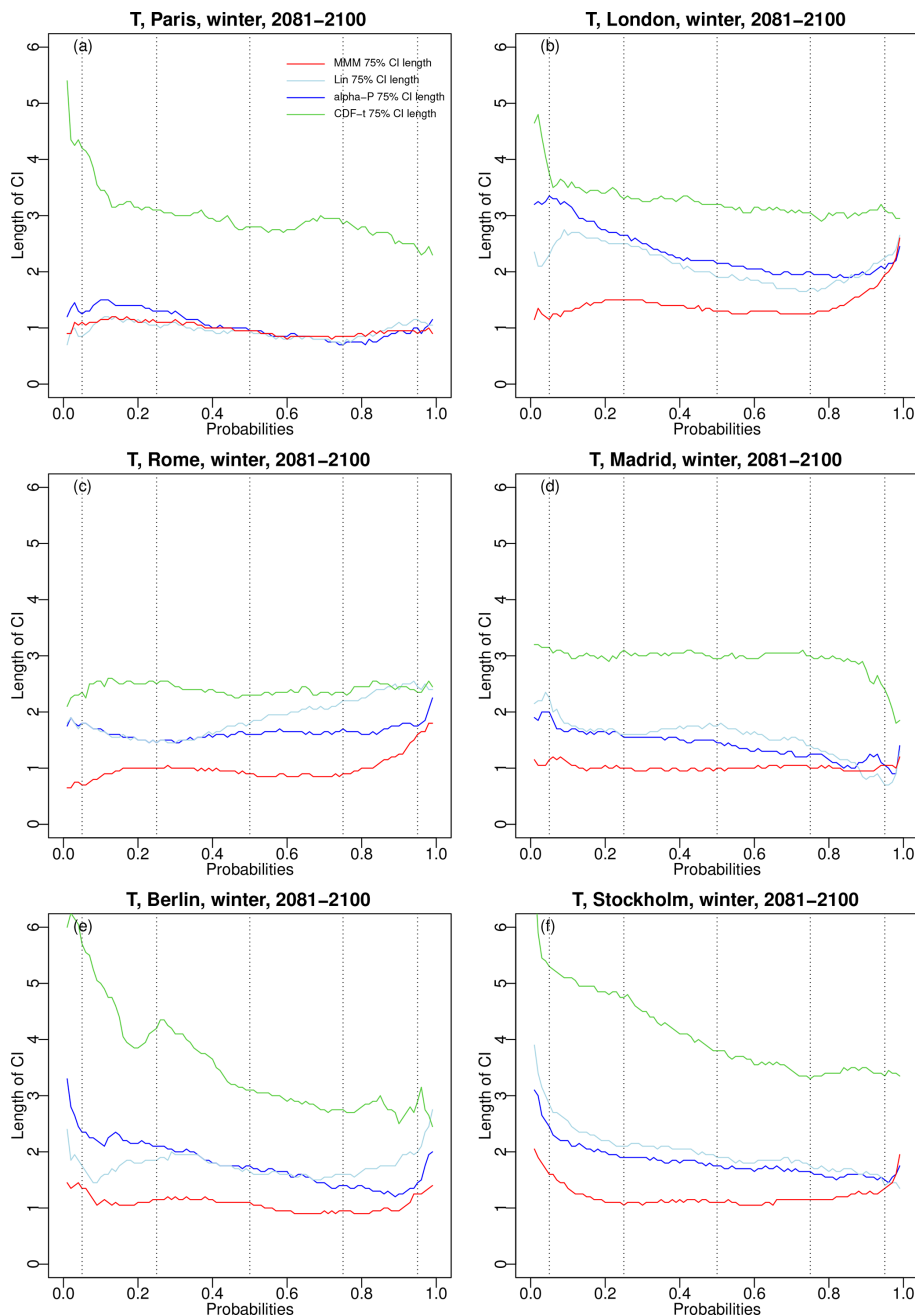 T, Paris, winter, 2081−2100
(a)
MMM 75% CI length
Lin 75% CI length
alpha−P 75% CI length
CDF−t 75% CI length
Length of CI
0 1 2 3 4 5 6
0.0 0.2 0.4 0.6 0.8 1.0
Probabilities
T, London, winter, 2081−2100
(b)
Length of CI
0 1 2 3 4 5 6
0.0 0.2 0.4 0.6 0.8 1.0
Probabilities
T, Rome, winter, 2081−2100
(c)
Length of CI
0 1 2 3 4 5 6
0.0 0.2 0.4 0.6 0.8 1.0
Probabilities
T, Madrid, winter, 2081−2100
(d)
Length of CI
0 1 2 3 4 5 6
0.0 0.2 0.4 0.6 0.8 1.0
Probabilities
T, Berlin, winter, 2081−2100
(e)
Length of CI
0 1 2 3 4 5 6
0.0 0.2 0.4 0.6 0.8 1.0
Probabilities
T, Stockholm, winter, 2081−2100
(f)
Length of CI
0 1 2 3 4 5 6
0.0 0.2 0.4 0.6 0.8 1.0
Probabilities